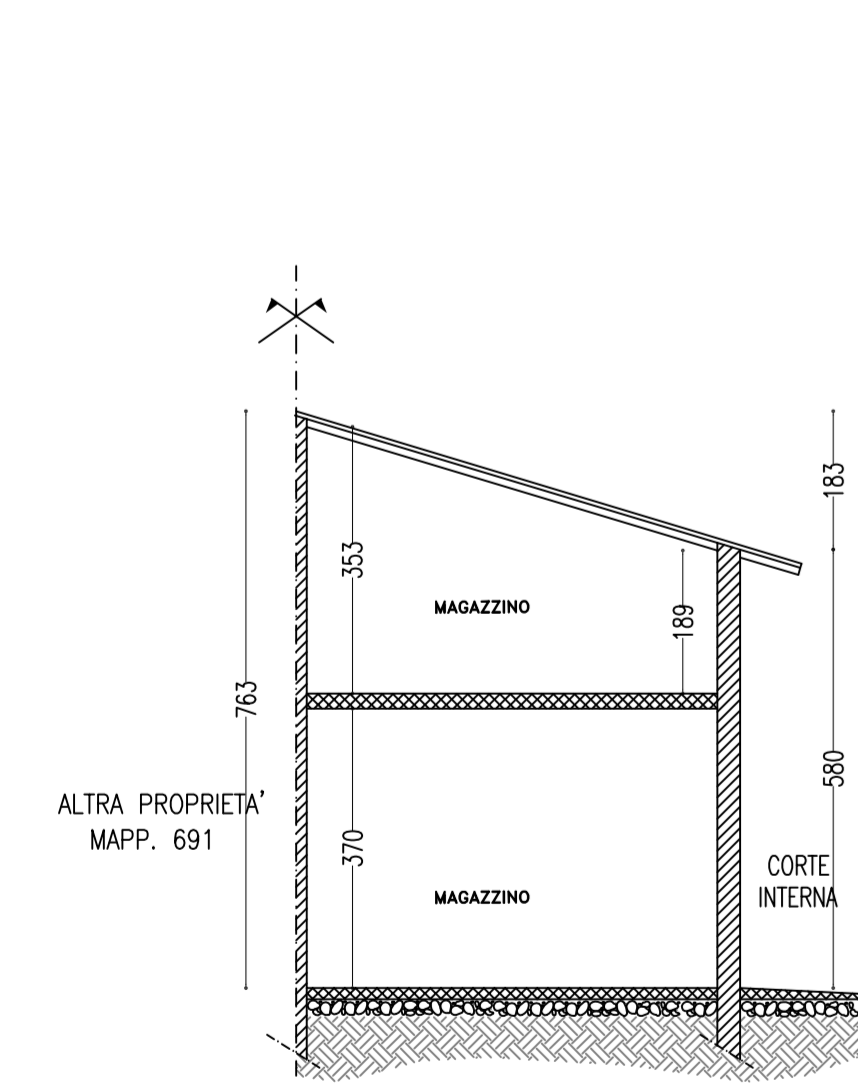 183
353
MAGAZZINO
189
763
580
ALTRA PROPRIETA'
MAPP. 691
370
CORTE
INTERNA
MAGAZZINO